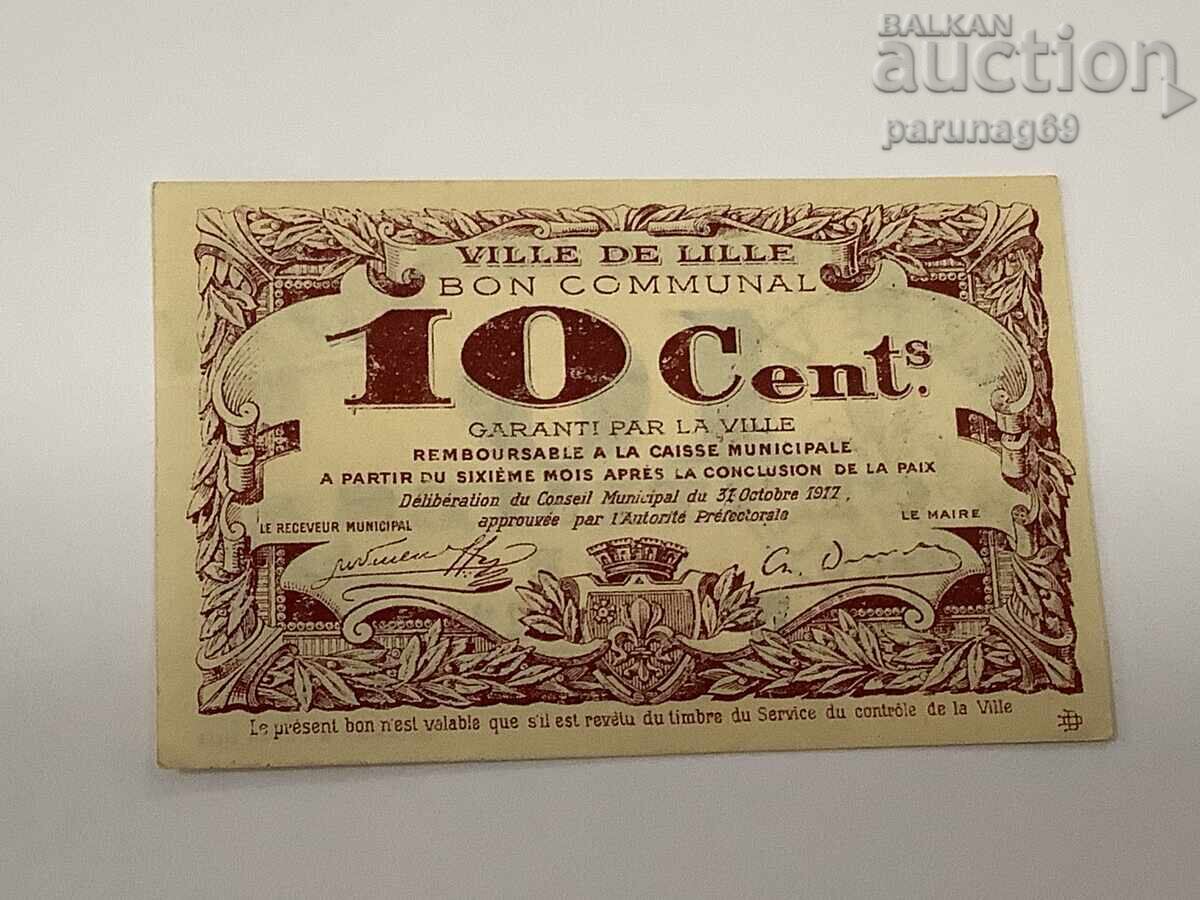 BALKAN
auction
parunag69
VILLE DE LILLE
BON COMMUNAL
10 Cent.s
GARANTI PAR LA VILLE
REMBOURSABLE A LA CAISSE MUNICIPALE
A PARTIR DU SIXIÈME MOIS APRÈS LA CONCLUSION DE LA PAIX
Délibération du Conseil Municipal du 31 Octobre 1917,
approuvée par l'Autorité Préfectorale
LE RECEVEUR MUNICIPAL
LE MAIRE
Le présent bon n'est valable que s'il est revêtu du timbre du Service du contrôle de la Ville